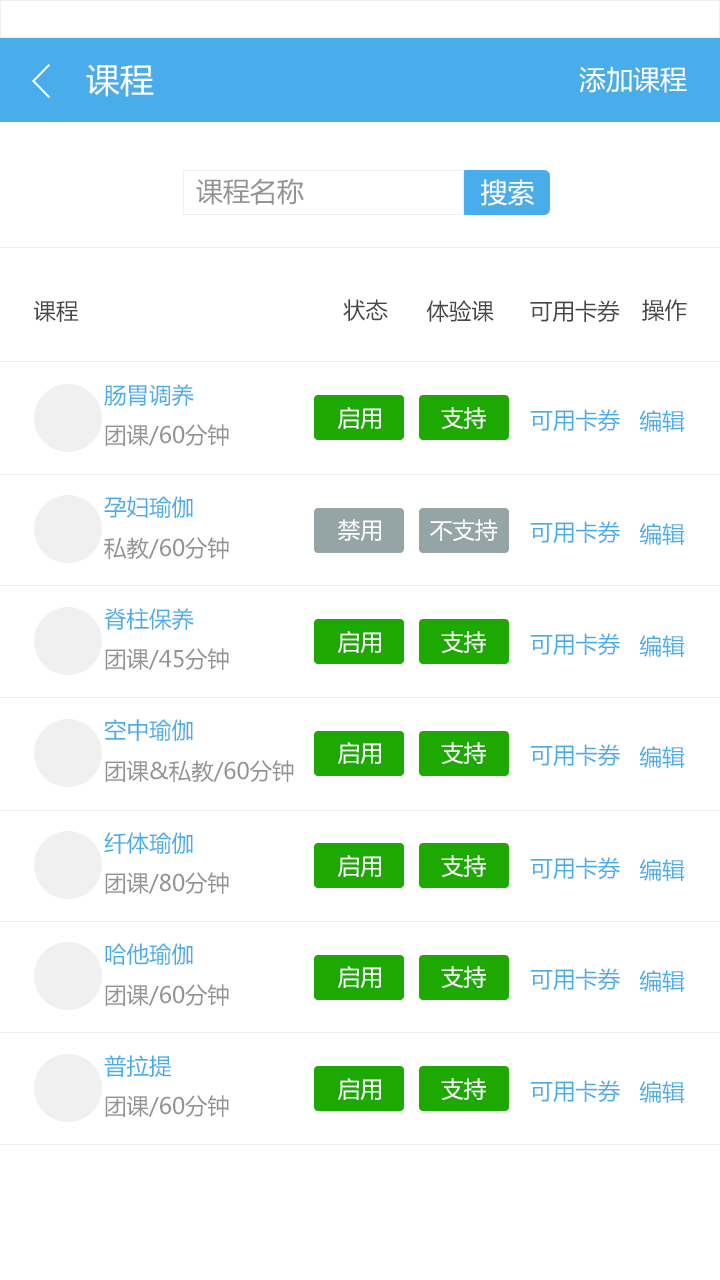 课程 添加课程
课程名称 搜索
课程 状态 体验课 可用卡券 操作
肠胃调养
团课/60分钟 启用 支持 可用卡券 编辑
孕妇瑜伽
私教/60分钟 禁用 不支持 可用卡券 编辑
脊柱保养
团课/45分钟 启用 支持 可用卡券 编辑
空中瑜伽
团课&私教/60分钟 启用 支持 可用卡券 编辑
纤体瑜伽
团课/80分钟 启用 支持 可用卡券 编辑
哈他瑜伽
团课/60分钟 启用 支持 可用卡券 编辑
普拉提
团课/60分钟 启用 支持 可用卡券 编辑